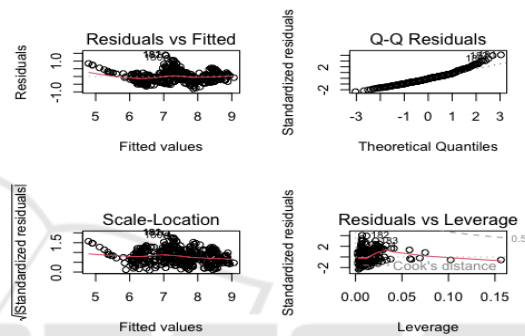 Residuals vs Fitted
Residuals
-1.0 1.0
5 6 7 8 9
Fitted values
Q-Q Residuals
Standardized residuals
-2 2
-3 -1 0 1 2 3
Theoretical Quantiles
Scale-Location
√|Standardized residuals|
0.0 1.5
5 6 7 8 9
Fitted values
Residuals vs Leverage
Standardized residuals
-2 2
182
Cook's distance
0.5
0.00 0.05 0.10 0.15
Leverage